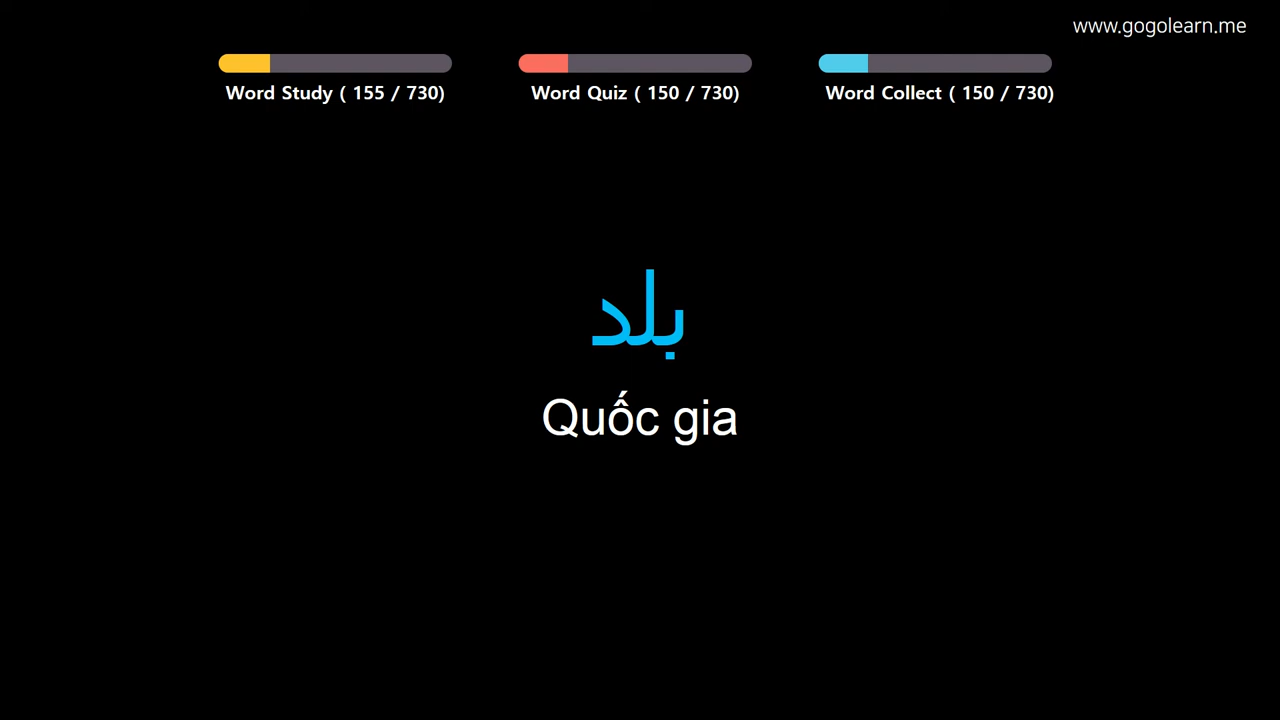 www.gogolearn.me
Word Study ( 155 / 730)
Word Quiz ( 150 / 730)
Word Collect ( 150 / 730)
بلد
Quốc gia